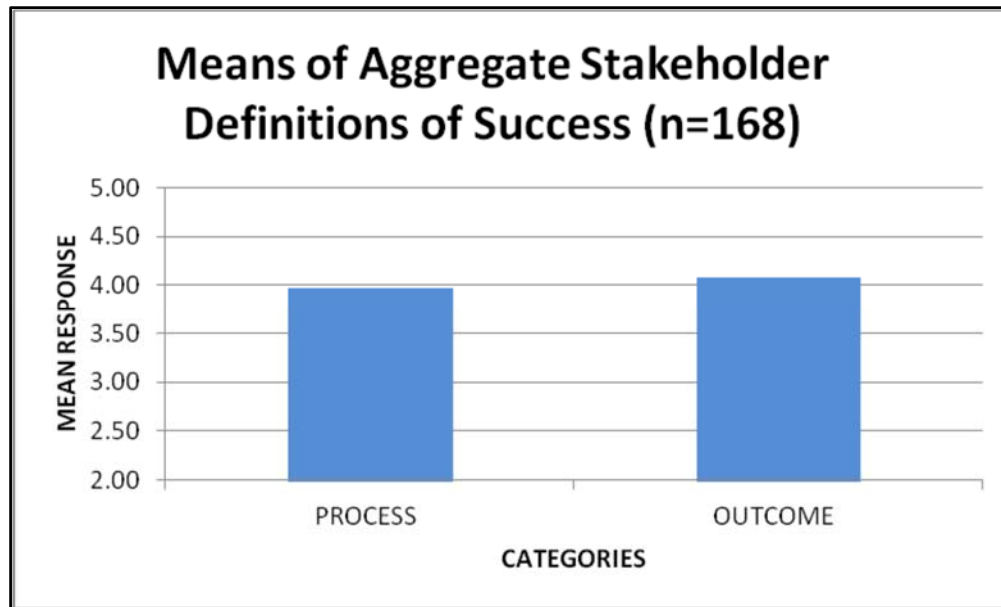 Means of Aggregate Stakeholder
Definitions of Success (n=168)
5.00
4.50
4.00
3.50
3.00
2.50
2.00
MEAN RESPONSE
PROCESS
OUTCOME
CATEGORIES